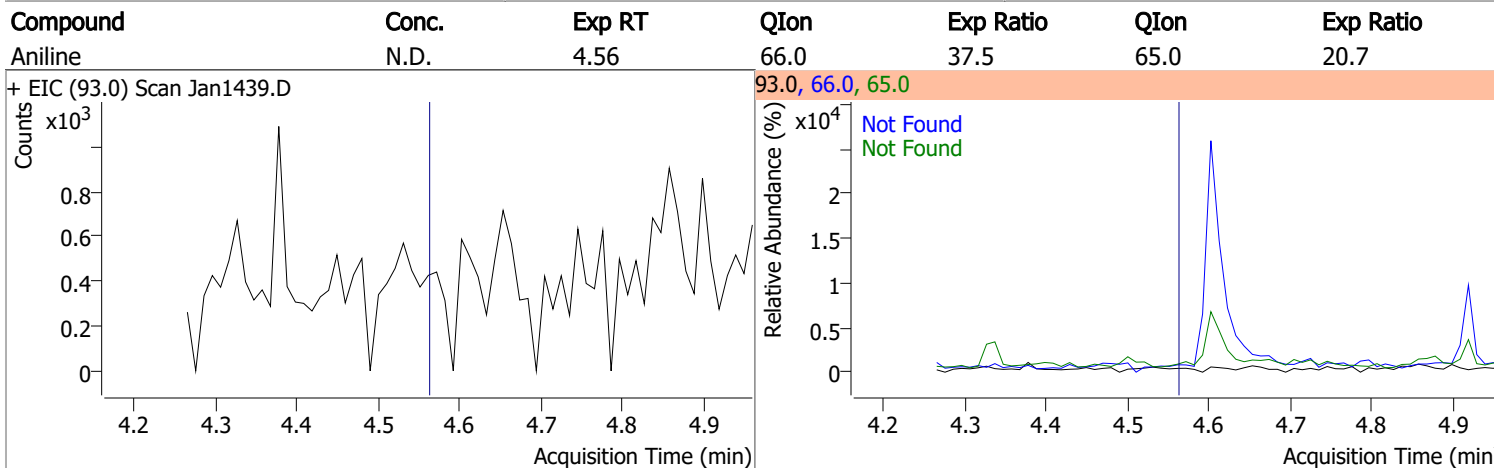 Compound Conc. Exp RT QIon Exp Ratio QIon Exp Ratio
Aniline N.D. 4.56 66.0 37.5 65.0 20.7
+ EIC (93.0) Scan Jan1439.D
Counts
x10³
0.8
0.6
0.4
0.2
0
4.2 4.3 4.4 4.5 4.6 4.7 4.8 4.9
Acquisition Time (min)
93.0, 66.0, 65.0
Relative Abundance (%)
x10⁴
Not Found
Not Found
2
1.5
1
0.5
0
4.2 4.3 4.4 4.5 4.6 4.7 4.8 4.9
Acquisition Time (min